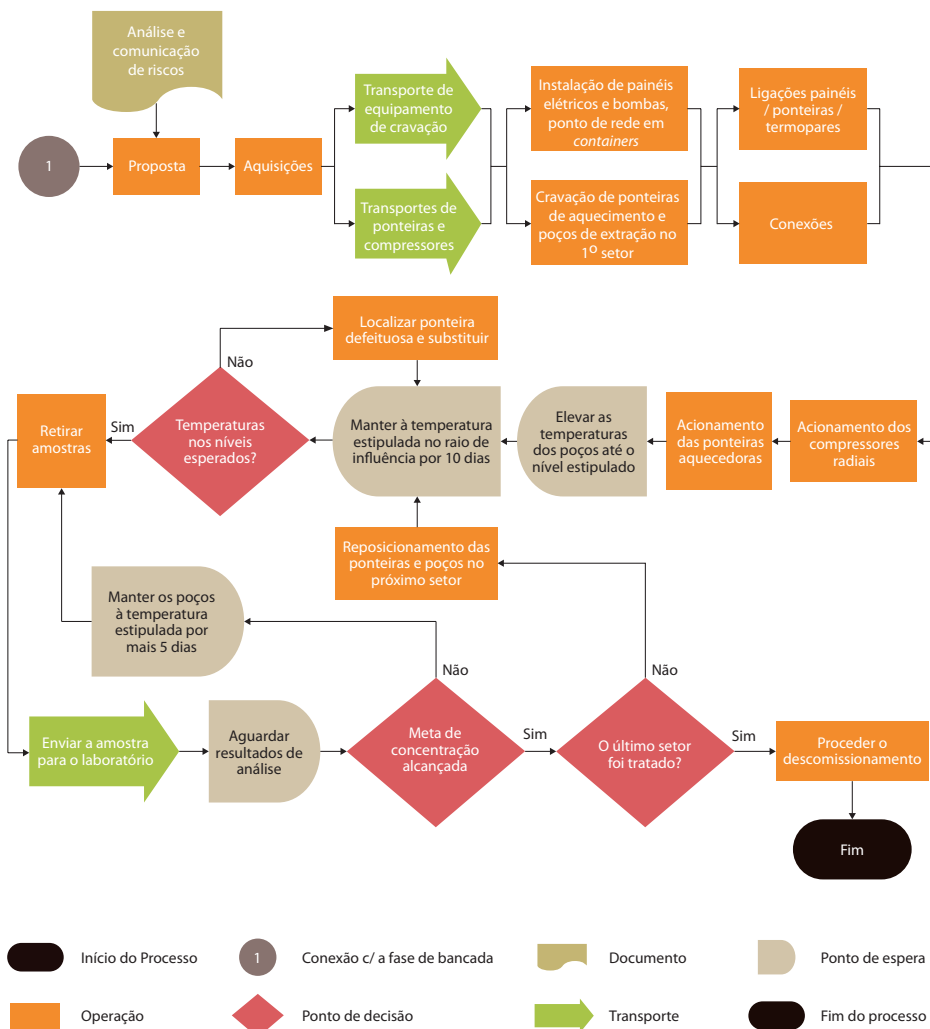 Análise e
comunicação
de riscos
1
Proposta
Aquisições
Transporte de
equipamento
de cravação
Transportes de
ponteiras e
compressores
Instalação de painéis
elétricos e bombas,
ponto de rede em
containers
Cravação de ponteiras
de aquecimento e
poços de extração no
1º setor
Ligações painéis
/ ponteiras /
termopares
Conexões
Localizar ponteira
defeituosa e substituir
Não
Retirar
amostras
Sim
Temperaturas
nos níveis
esperados?
Manter à temperatura
estipulada no raio de
influência por 10 dias
Elevar as
temperaturas
dos poços até o
nível estipulado
Acionamento
das ponteiras
aquecedoras
Acionamento dos
compressores
radiais
Reposicionamento das
ponteiras e poços no
próximo setor
Manter os poços
à temperatura
estipulada por
mais 5 dias
Não
Não
Enviar a amostra
para o laboratório
Aguardar
resultados de
análise
Meta de
concentração
alcançada
Sim
O último setor
foi tratado?
Sim
Proceder o
descomissionamento
Fim
Início do Processo
1
Conexão c/ a fase de bancada
Documento
Ponto de espera
Operação
Ponto de decisão
Transporte
Fim do processo